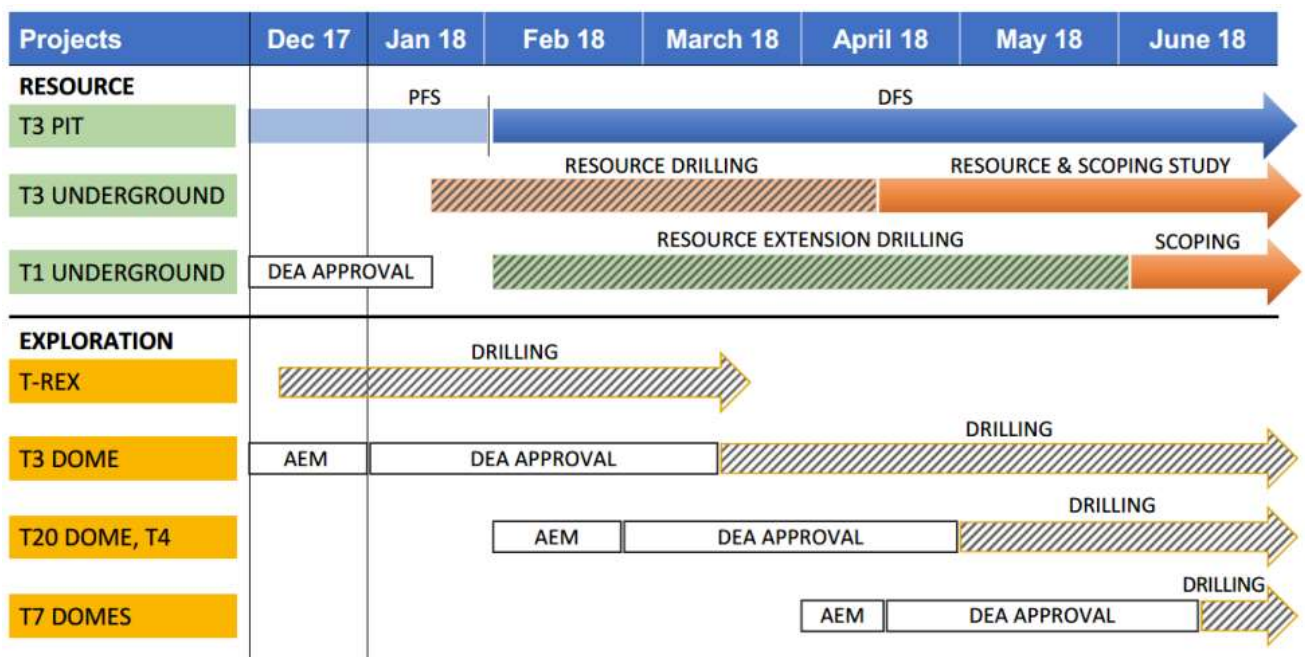 Projects Dec 17 Jan 18 Feb 18 March 18 April 18 May 18 June 18
RESOURCE
PFS DFS
T3 PIT
RESOURCE DRILLING RESOURCE & SCOPING STUDY
T3 UNDERGROUND
RESOURCE EXTENSION DRILLING SCOPING
T1 UNDERGROUND DEA APPROVAL
EXPLORATION
DRILLING
T-REX
DRILLING
T3 DOME AEM DEA APPROVAL
DRILLING
T20 DOME, T4 AEM DEA APPROVAL
DRILLING
T7 DOMES AEM DEA APPROVAL